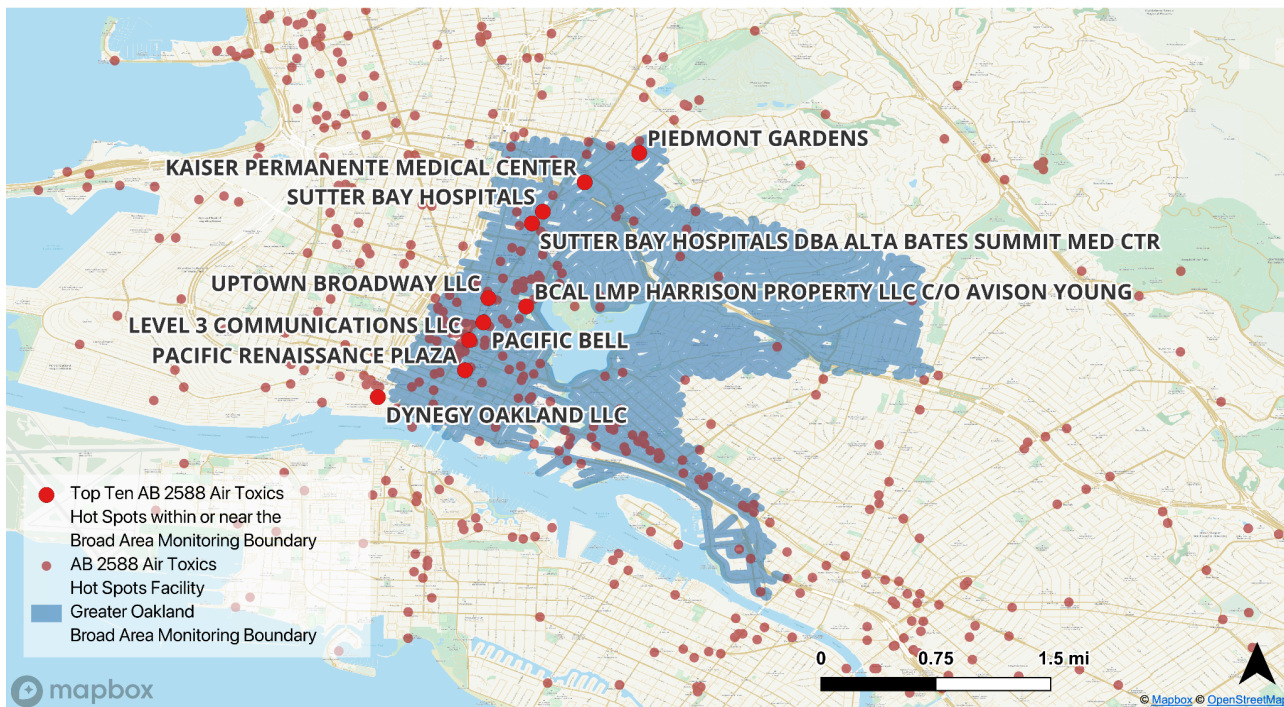 PIEDMONT GARDENS
KAISER PERMANENTE MEDICAL CENTER
SUTTER BAY HOSPITALS
SUTTER BAY HOSPITALS DBA ALTA BATES SUMMIT MED CTR
UPTOWN BROADWAY LLC
BCAL LMP HARRISON PROPERTY LLC C/O AVISON YOUNG
LEVEL 3 COMMUNICATIONS LLC
PACIFIC BELL
PACIFIC RENAISSANCE PLAZA
DYNEGY OAKLAND LLC
Top Ten AB 2588 Air Toxics
Hot Spots within or near the
Broad Area Monitoring Boundary
AB 2588 Air Toxics
Hot Spots Facility
Greater Oakland
Broad Area Monitoring Boundary
0 0.75 1.5 mi
mapbox
© Mapbox © OpenStreetMap